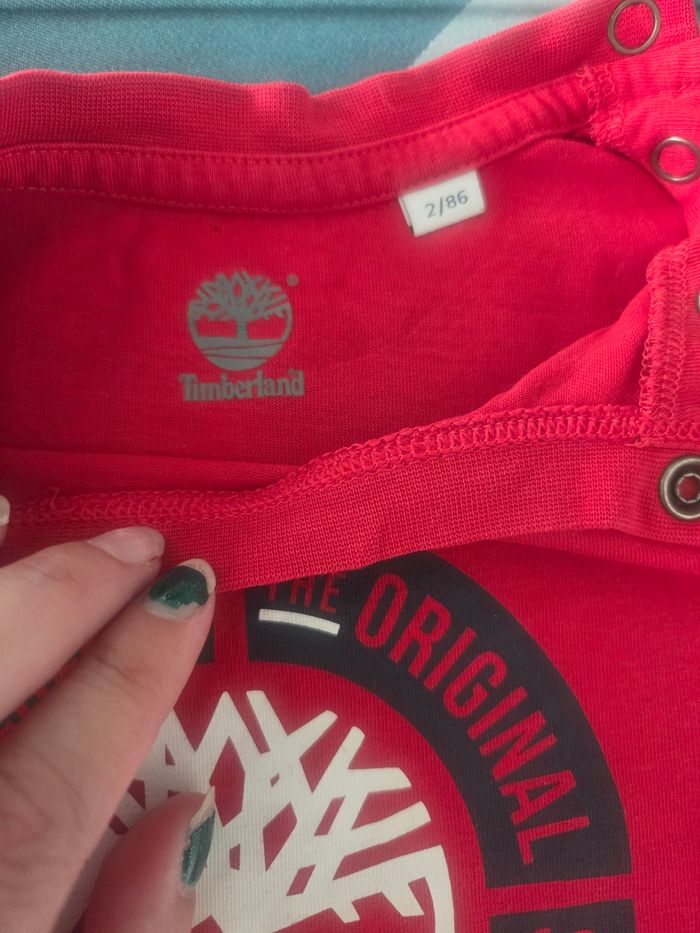 2/86
Timberland®
THE ORIGINAL